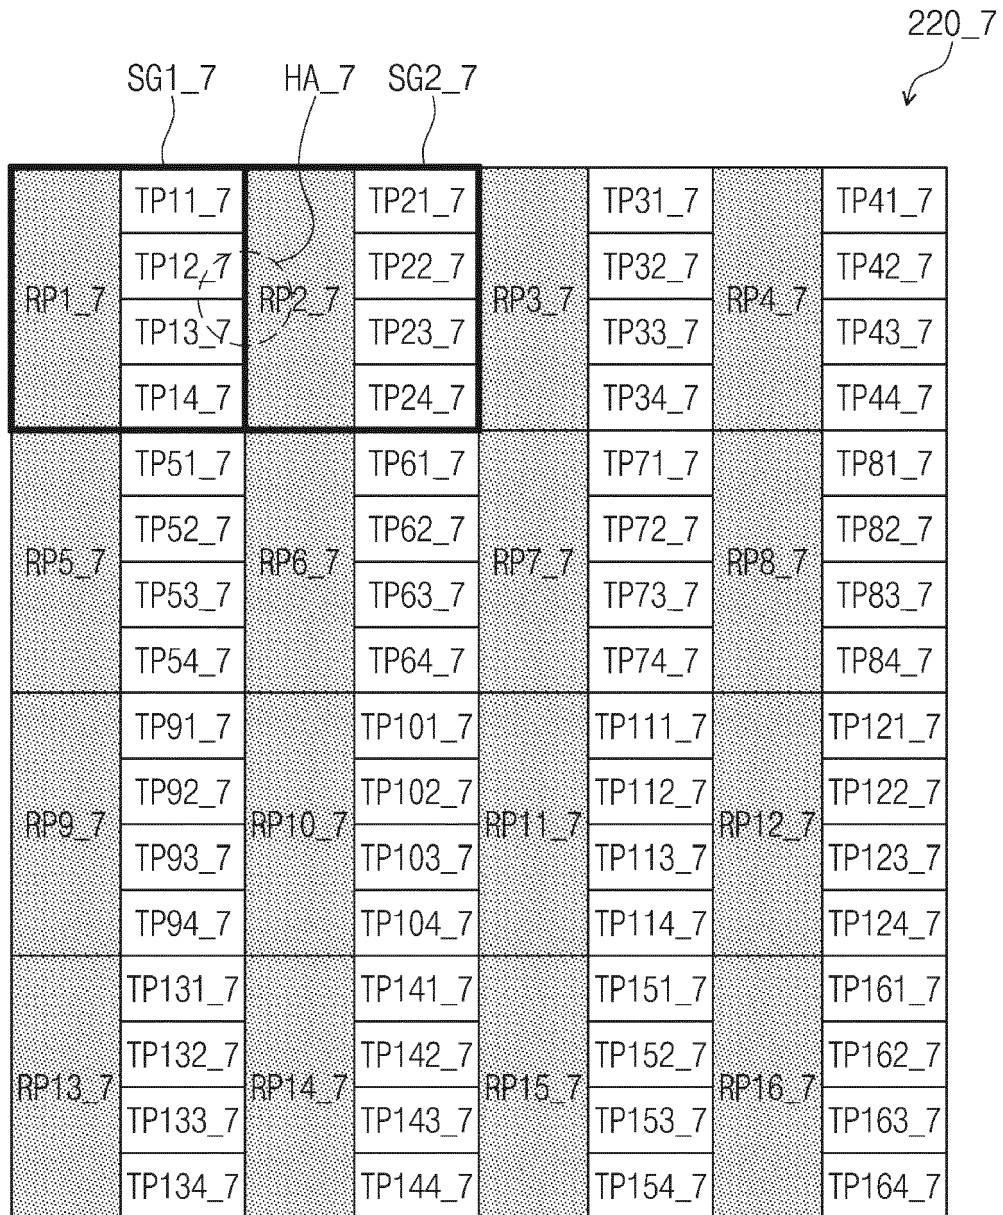 220_7
SG1_7 HA_7 SG2_7
TP11_7 TP21_7 TP31_7 TP41_7
TP12_7 TP22_7 TP32_7 TP42_7
RP1_7 RP2_7 RP3_7 RP4_7
TP13_7 TP23_7 TP33_7 TP43_7
TP14_7 TP24_7 TP34_7 TP44_7
TP51_7 TP61_7 TP71_7 TP81_7
TP52_7 TP62_7 TP72_7 TP82_7
RP5_7 RP6_7 RP7_7 RP8_7
TP53_7 TP63_7 TP73_7 TP83_7
TP54_7 TP64_7 TP74_7 TP84_7
TP91_7 TP101_7 TP111_7 TP121_7
TP92_7 TP102_7 TP112_7 TP122_7
RP9_7 RP10_7 RP11_7 RP12_7
TP93_7 TP103_7 TP113_7 TP123_7
TP94_7 TP104_7 TP114_7 TP124_7
TP131_7 TP141_7 TP151_7 TP161_7
TP132_7 TP142_7 TP152_7 TP162_7
RP13_7 RP14_7 RP15_7 RP16_7
TP133_7 TP143_7 TP153_7 TP163_7
TP134_7 TP144_7 TP154_7 TP164_7